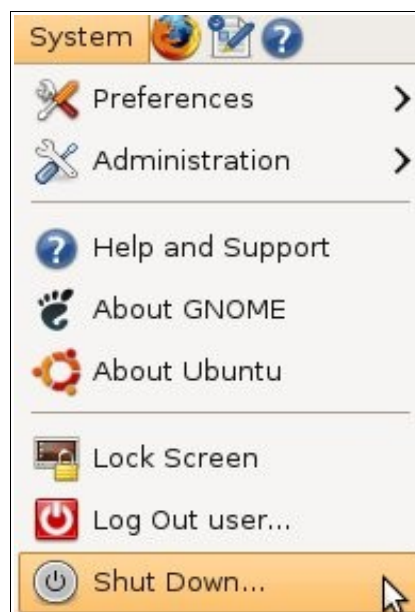 System
Preferences
Administration
Help and Support
About GNOME
About Ubuntu
Lock Screen
Log Out user...
Shut Down...